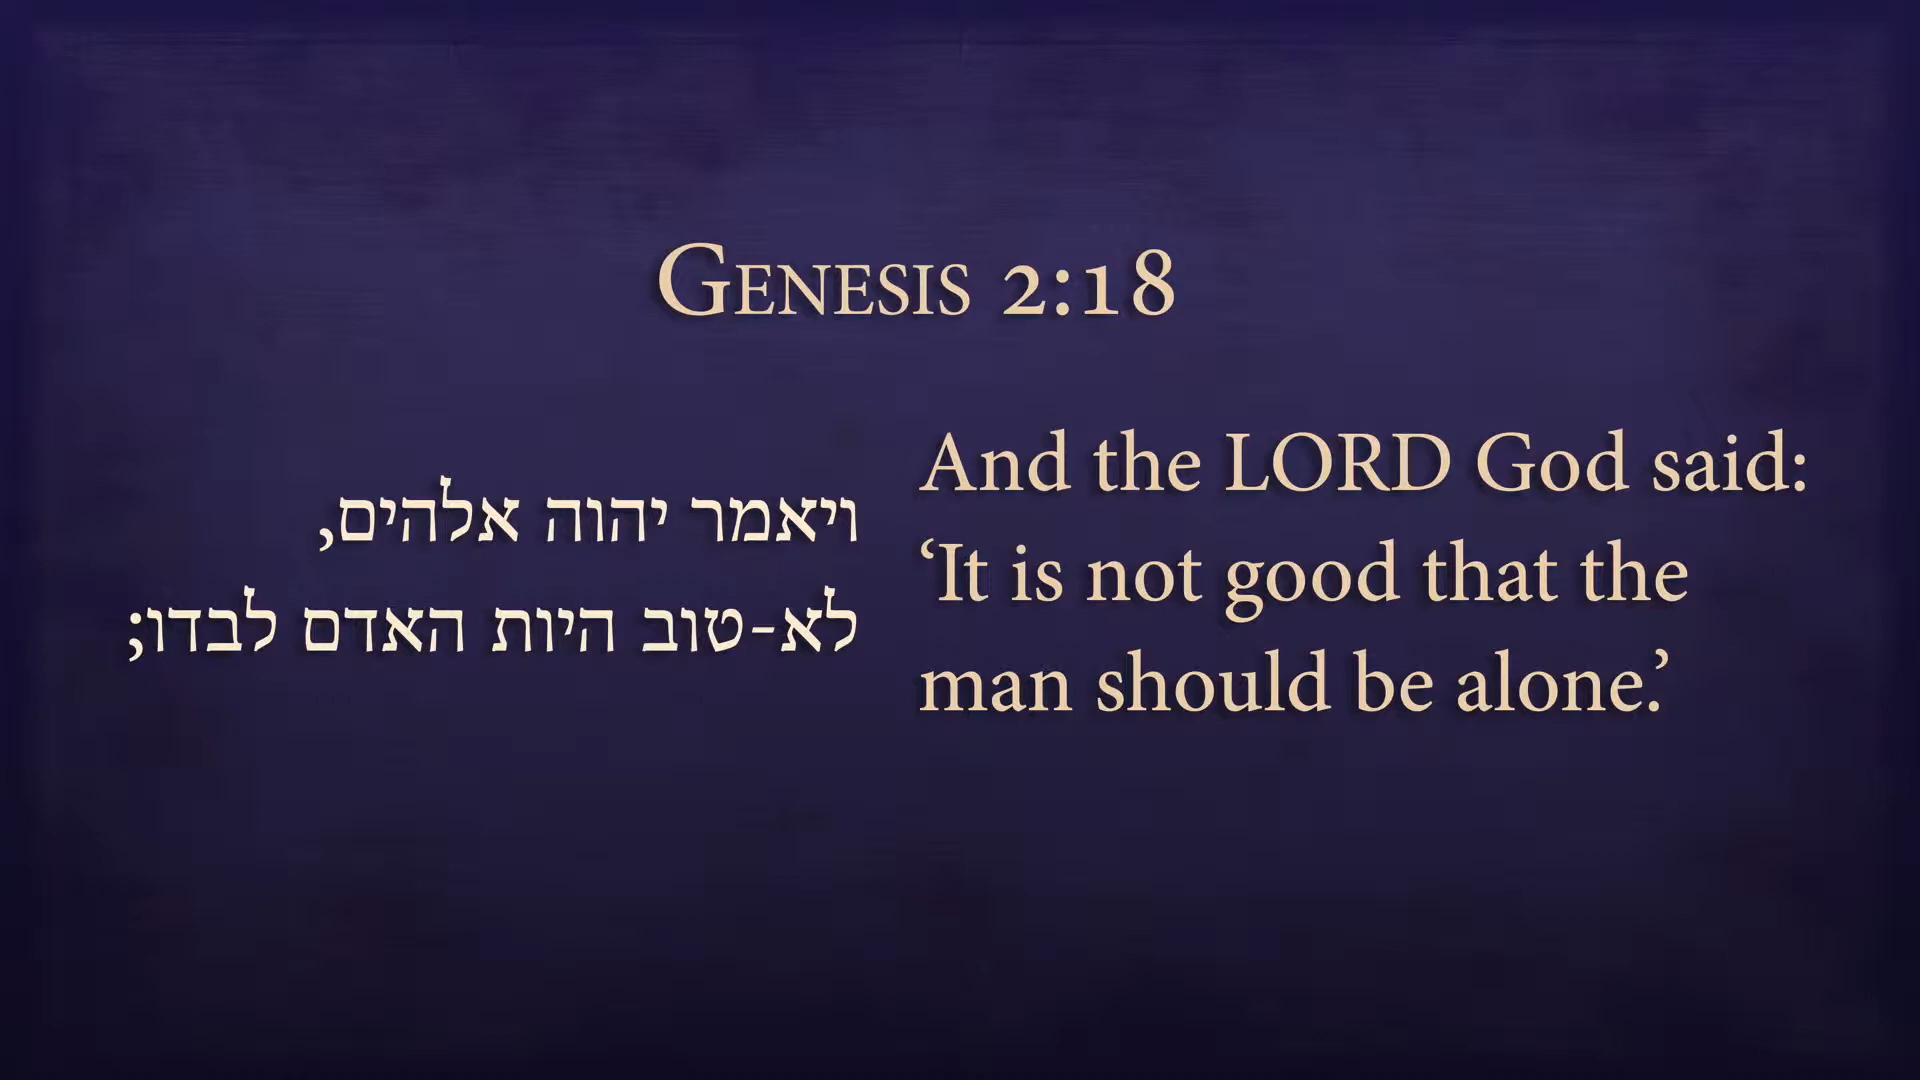 Genesis 2:18
ויאמר יהוה אלהים,
לא-טוב היות האדם לבדו;
And the LORD God said:
‘It is not good that the
man should be alone.’